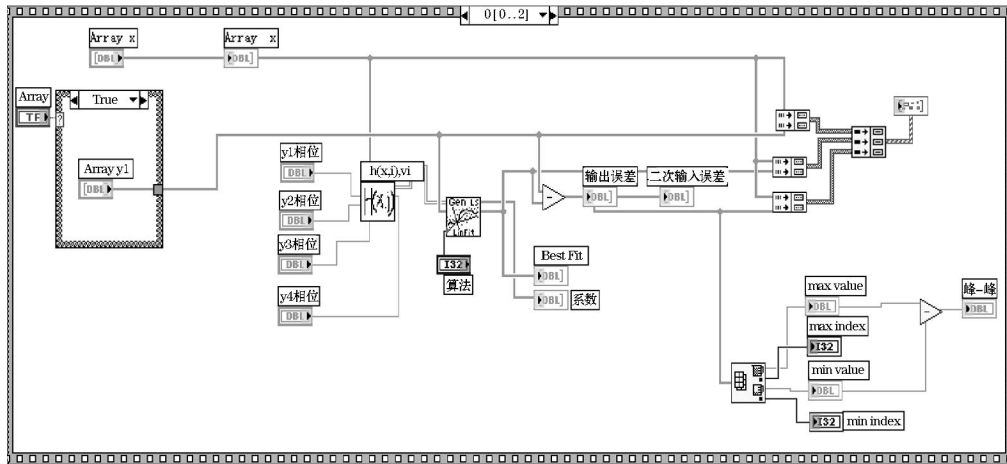 0[0..2]
Array x
[DBL]
Array x
[DBL]
Array
TF
?
True
Array y1
[DBL]
y1相位
DBL
y2相位
DBL
y3相位
DBL
y4相位
DBL
h(x,i),vi
Gen LS
LinFit
I32
算法
输出误差
DBL]
二次输入误差
DBL]
Best Fit
DBL]
DBL]
系数
max value
DBL
max index
I32
min value
DBL
I32
min index
峰-峰
DBL